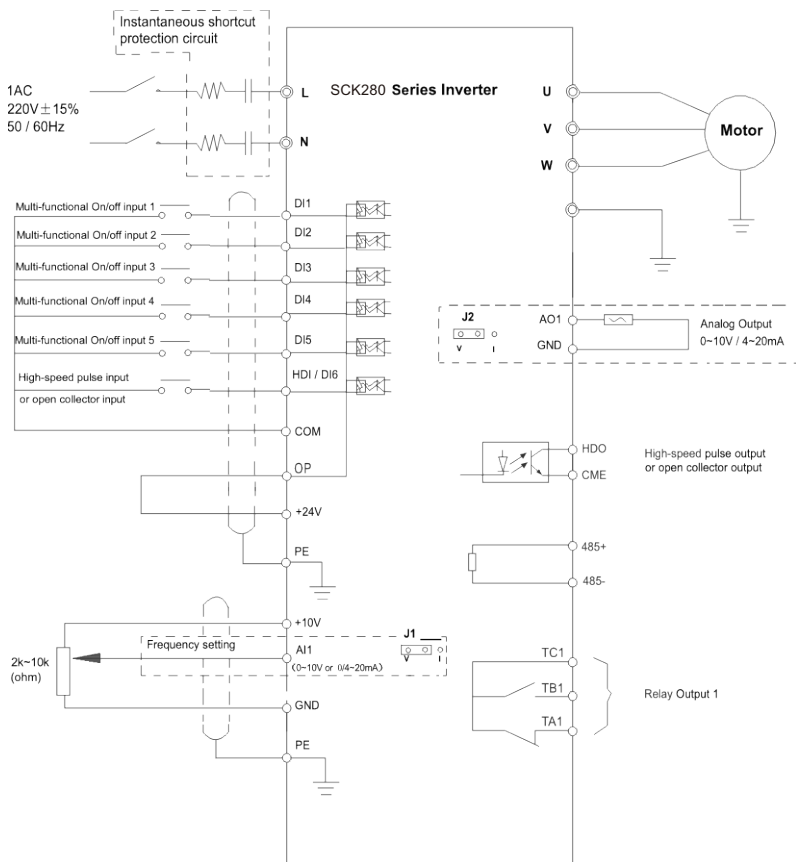 Instantaneous shortcut
protection circuit
1AC
220V±15%
50 / 60Hz
L
N
SCK280 Series Inverter
U
V
W
Motor
Multi-functional On/off input 1
DI1
Multi-functional On/off input 2
DI2
Multi-functional On/off input 3
DI3
Multi-functional On/off input 4
DI4
Multi-functional On/off input 5
DI5
High-speed pulse input
or open collector input
HDI / DI6
COM
OP
+24V
PE
J2
V I
AO1
GND
Analog Output
0~10V / 4~20mA
HDO
CME
High-speed pulse output
or open collector output
485+
485-
+10V
Frequency setting
AI1
(0~10V or 0/4~20mA)
J1
V I
2k~10k
(ohm)
GND
PE
TC1
TB1
TA1
Relay Output 1